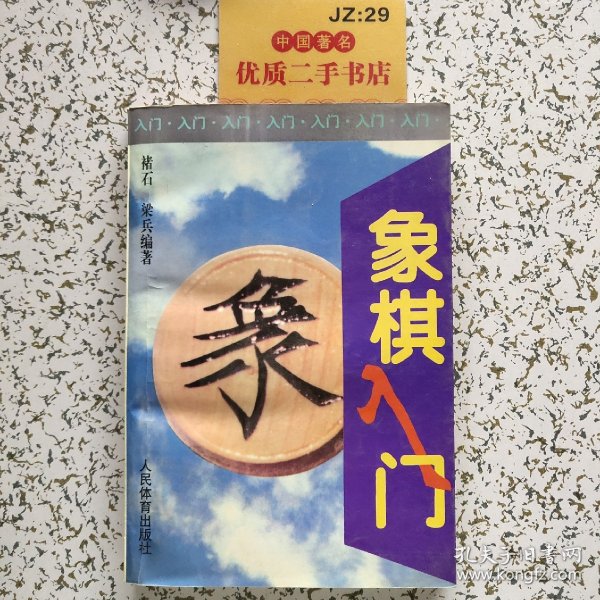 JZ:29
中国著名
优质二手书店
入门·入门·入门·入门·入门·入门·入门·
褚石 梁兵编著
象棋入门
象
人民体育出版社
孔夫子旧书网
www.kongfz.com